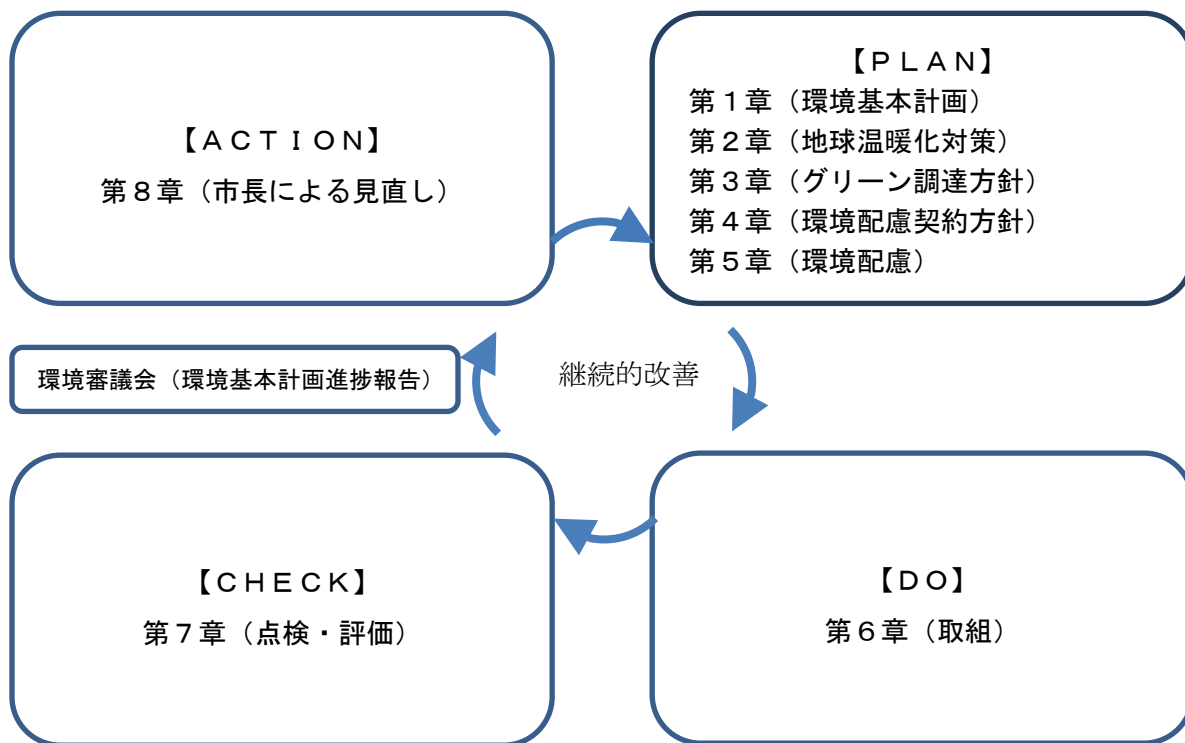 【ＡＣＴＩＯＮ】
第８章（市長による見直し）
【ＰＬＡＮ】
第１章（環境基本計画）
第２章（地球温暖化対策）
第３章（グリーン調達方針）
第４章（環境配慮契約方針）
第５章（環境配慮）
環境審議会（環境基本計画進捗報告）
継続的改善
【ＣＨＥＣＫ】
第７章（点検・評価）
【ＤＯ】
第６章（取組）